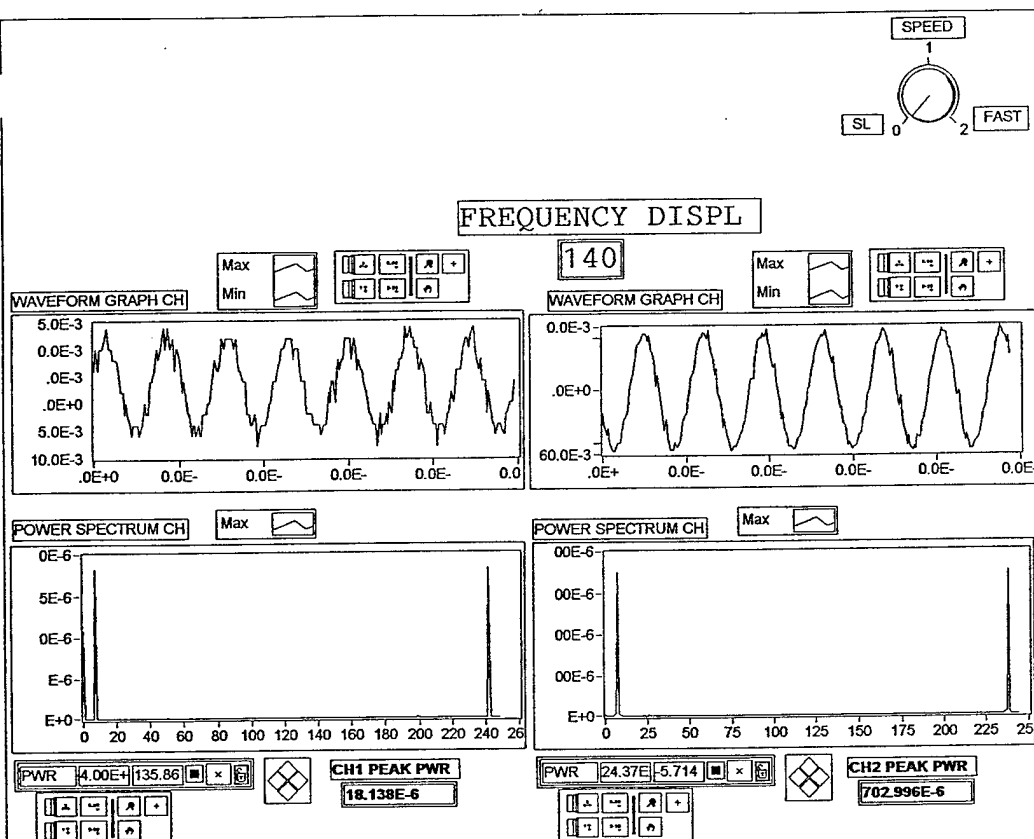 SPEED
1
SL 0 2 FAST
FREQUENCY DISPL
140
Max
Min
Max
Min
WAVEFORM GRAPH CH
WAVEFORM GRAPH CH
5.0E-3
0.0E-3
.0E-3
.0E+0
5.0E-3
10.0E-3
.0E+0 0.0E- 0.0E- 0.0E- 0.0E- 0.0
0.0E-3
.0E+0
60.0E-3
.0E+ 0.0E- 0.0E- 0.0E- 0.0E- 0.0E
POWER SPECTRUM CH
Max
POWER SPECTRUM CH
Max
0E-6
5E-6
0E-6
E-6
E+0
0 20 40 60 80 100 120 140 160 180 200 220 240 26
00E-6
00E-6
00E-6
00E-6
E+0
0 25 50 75 100 125 150 175 200 225 25
PWR 4.00E+ 135.86
CH1 PEAK PWR
18.138E-6
PWR 24.37E -5.714
CH2 PEAK PWR
702.996E-6